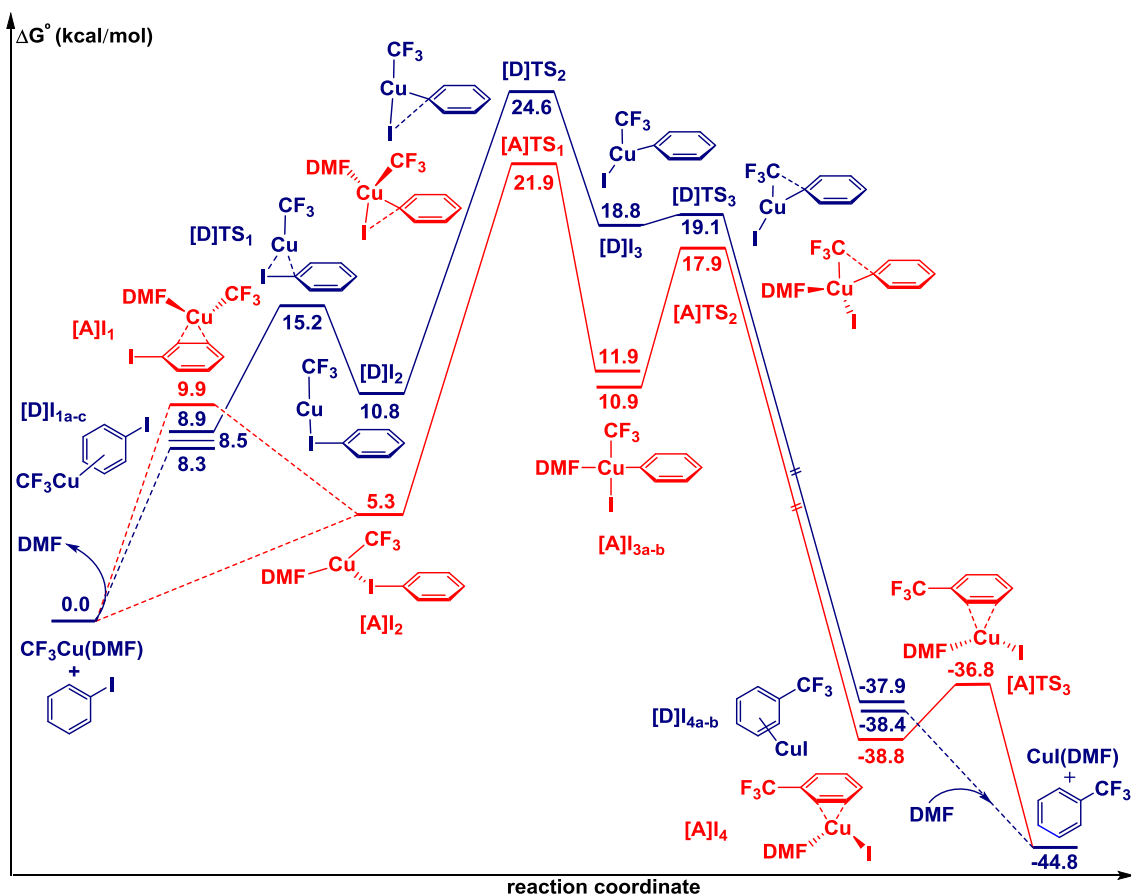 ΔG° (kcal/mol)
CF3
Cu
I
[D]TS2
24.6
[A]TS1
21.9
DMF
CF3
Cu
I
CF3
Cu
I
18.8
[D]I3
[D]TS3
19.1
F3C
Cu
I
17.9
[A]TS2
F3C
DMF
Cu
I
CF3
[D]TS1
Cu
I
15.2
DMF
CF3
Cu
[A]I1
I
9.9
[D]I1a-c
8.9
8.5
8.3
I
CF3Cu
[D]I2
10.8
CF3
Cu
I
11.9
10.9
CF3
DMF
Cu
I
[A]I3a-b
5.3
CF3
DMF
Cu
I
[A]I2
DMF
0.0
CF3Cu(DMF)
+
I
F3C
DMF
Cu
I
-36.8
[A]TS3
-37.9
-38.4
-38.8
CF3
[D]I4a-b
CuI
F3C
Cu
DMF
I
[A]I4
DMF
CuI(DMF)
+
CF3
-44.8
reaction coordinate